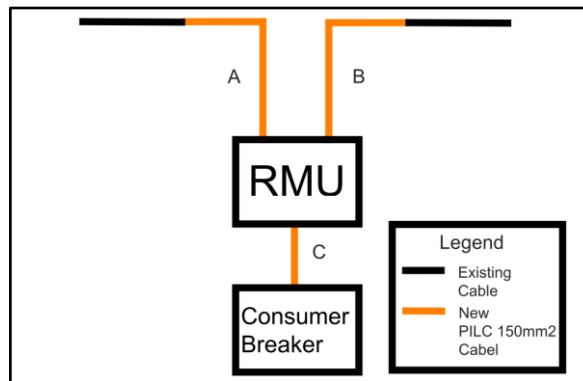 A
B
RMU
C
Consumer
Breaker
Legend
Existing
Cable
New
PILC 150mm2
Cabel